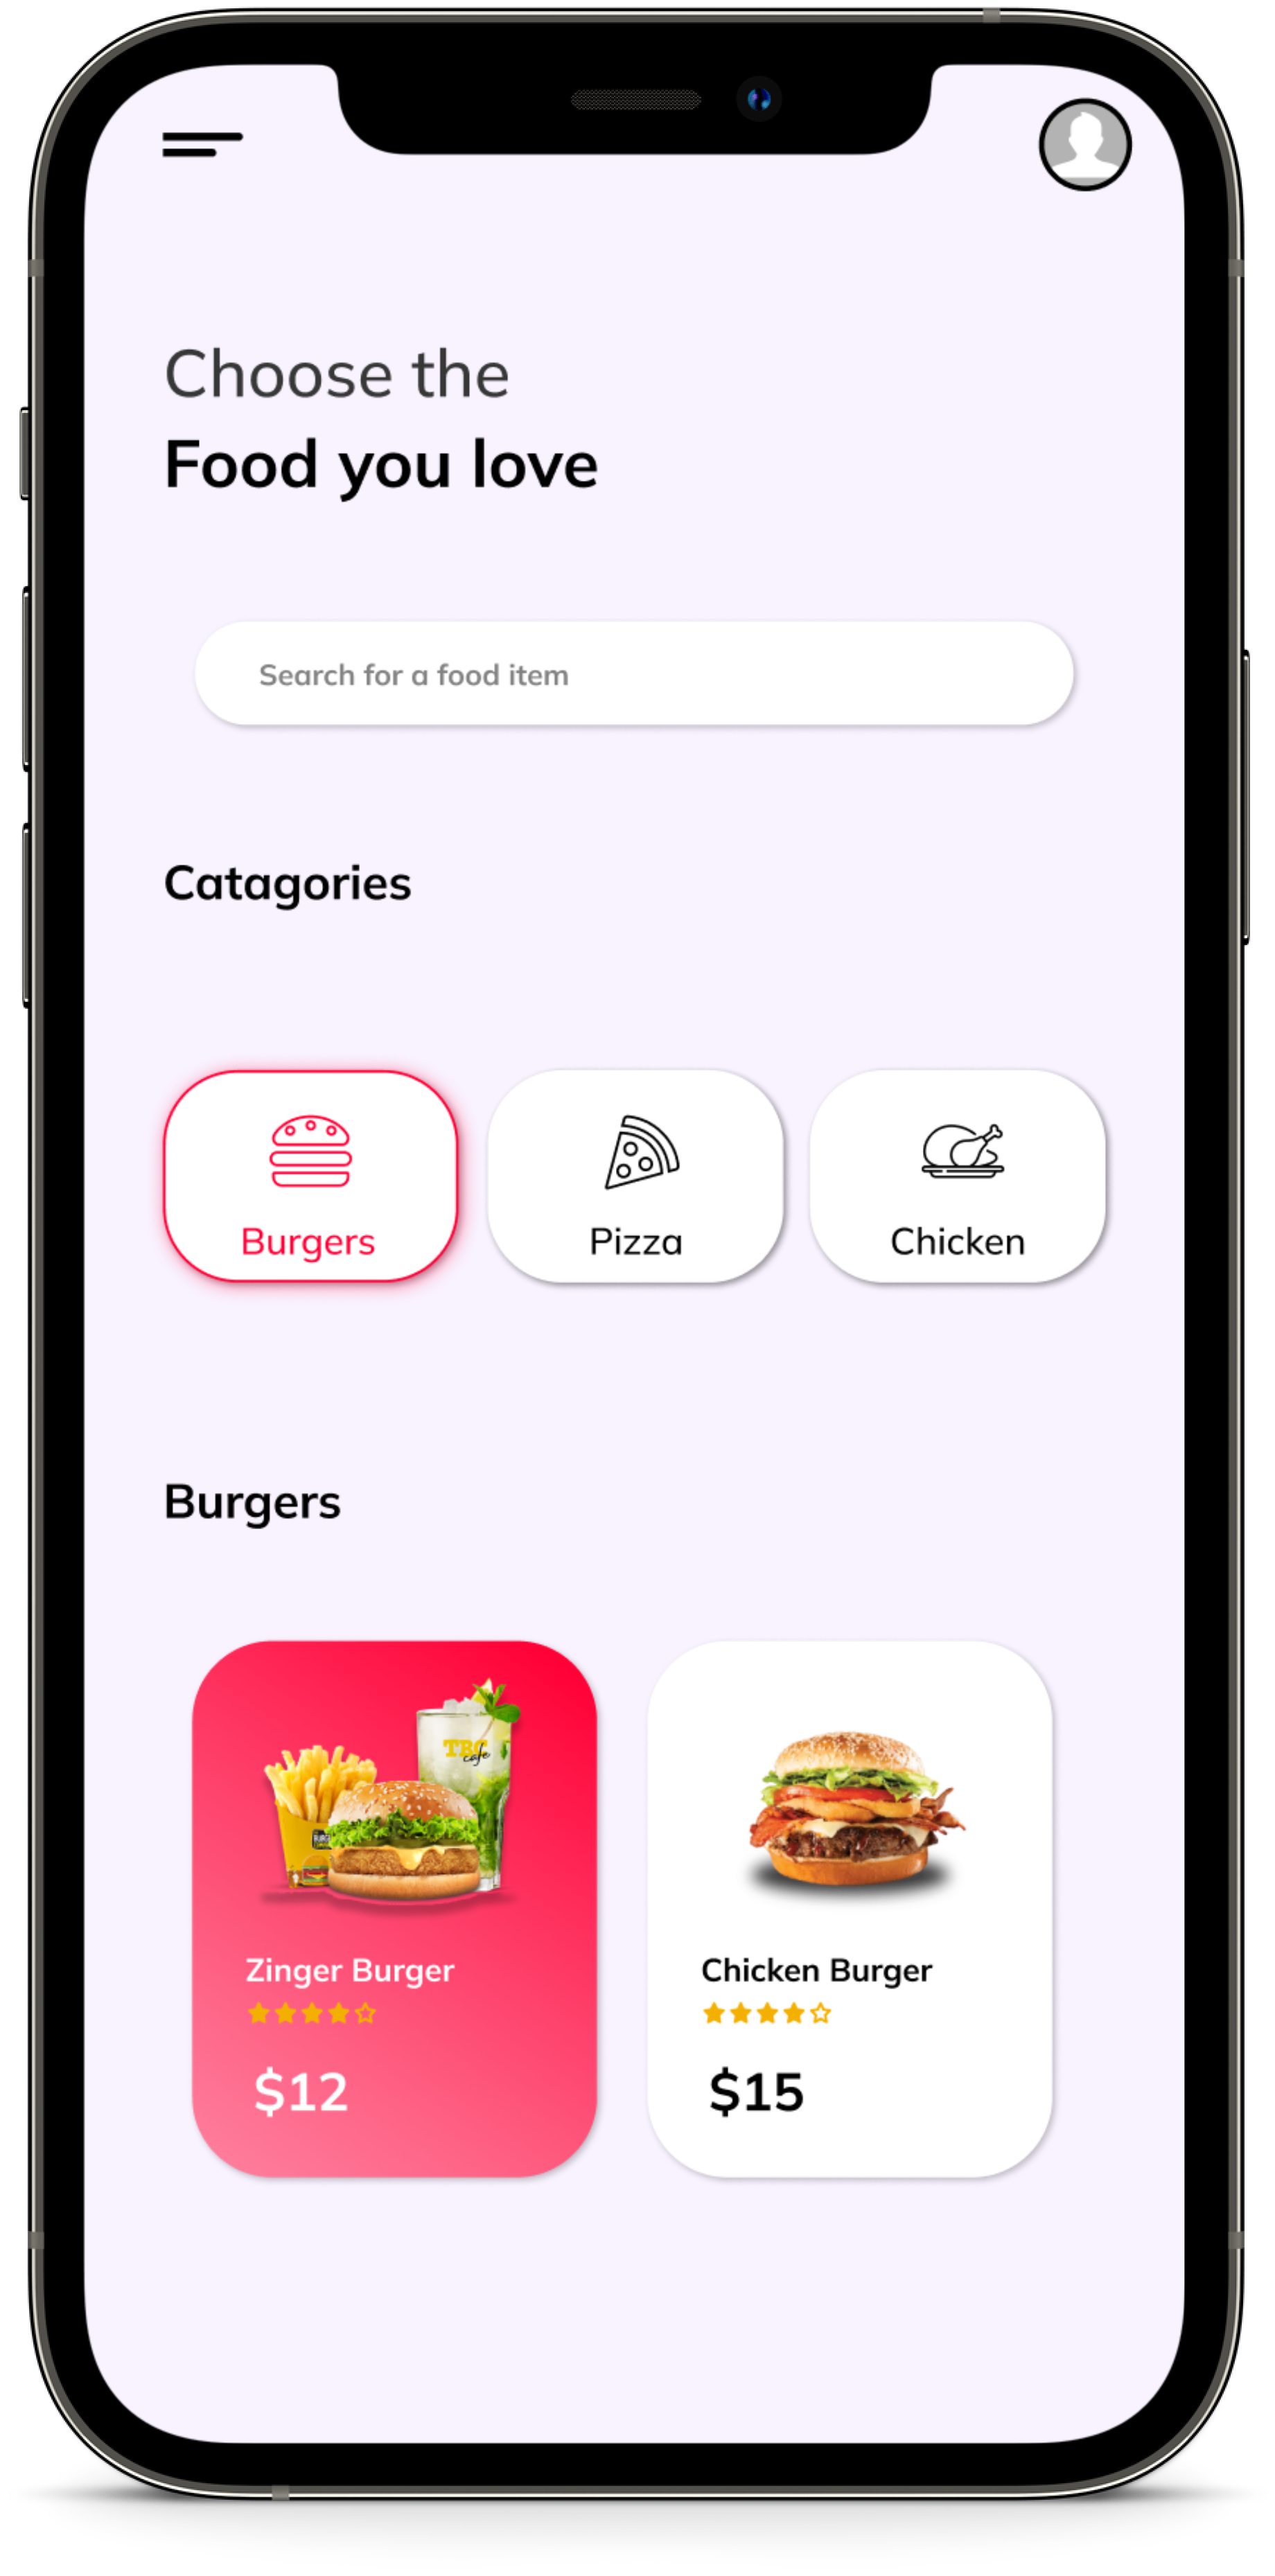 Choose the
Food you love
Search for a food item
Catagories
Burgers
Pizza
Chicken
Burgers
TBC
cafe
Zinger Burger
Chicken Burger
$12
$15